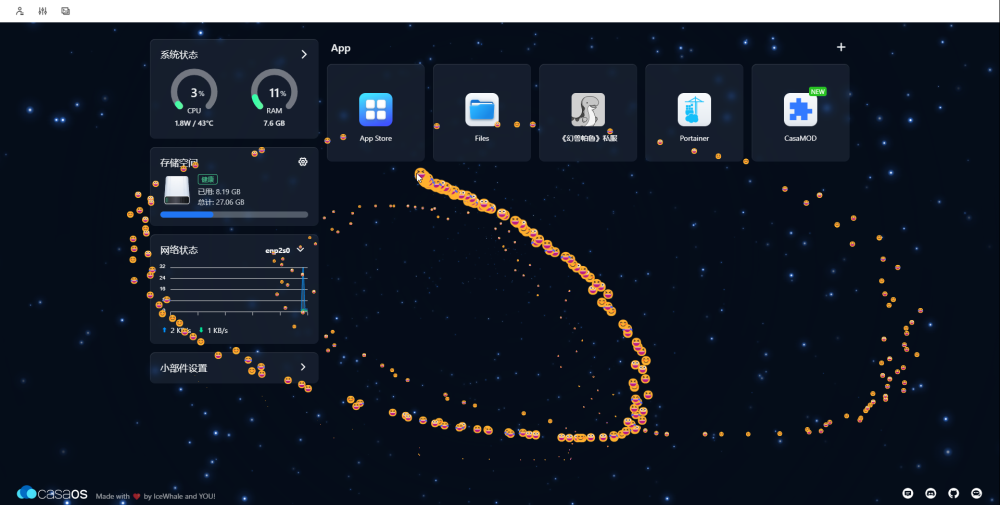 系统状态
3%
CPU
1.8W / 43°C
11%
RAM
7.6 GB
存储空间
健康
已用: 8.19 GB
总计: 27.06 GB
网络状态
enp2s0
32
24
16
2 KB/s
1 KB/s
小部件设置
App
App Store
Files
《幻兽帕鲁》私服
Portainer
NEW
CasaMOD
casaOS
Made with ❤ by IceWhale and YOU!